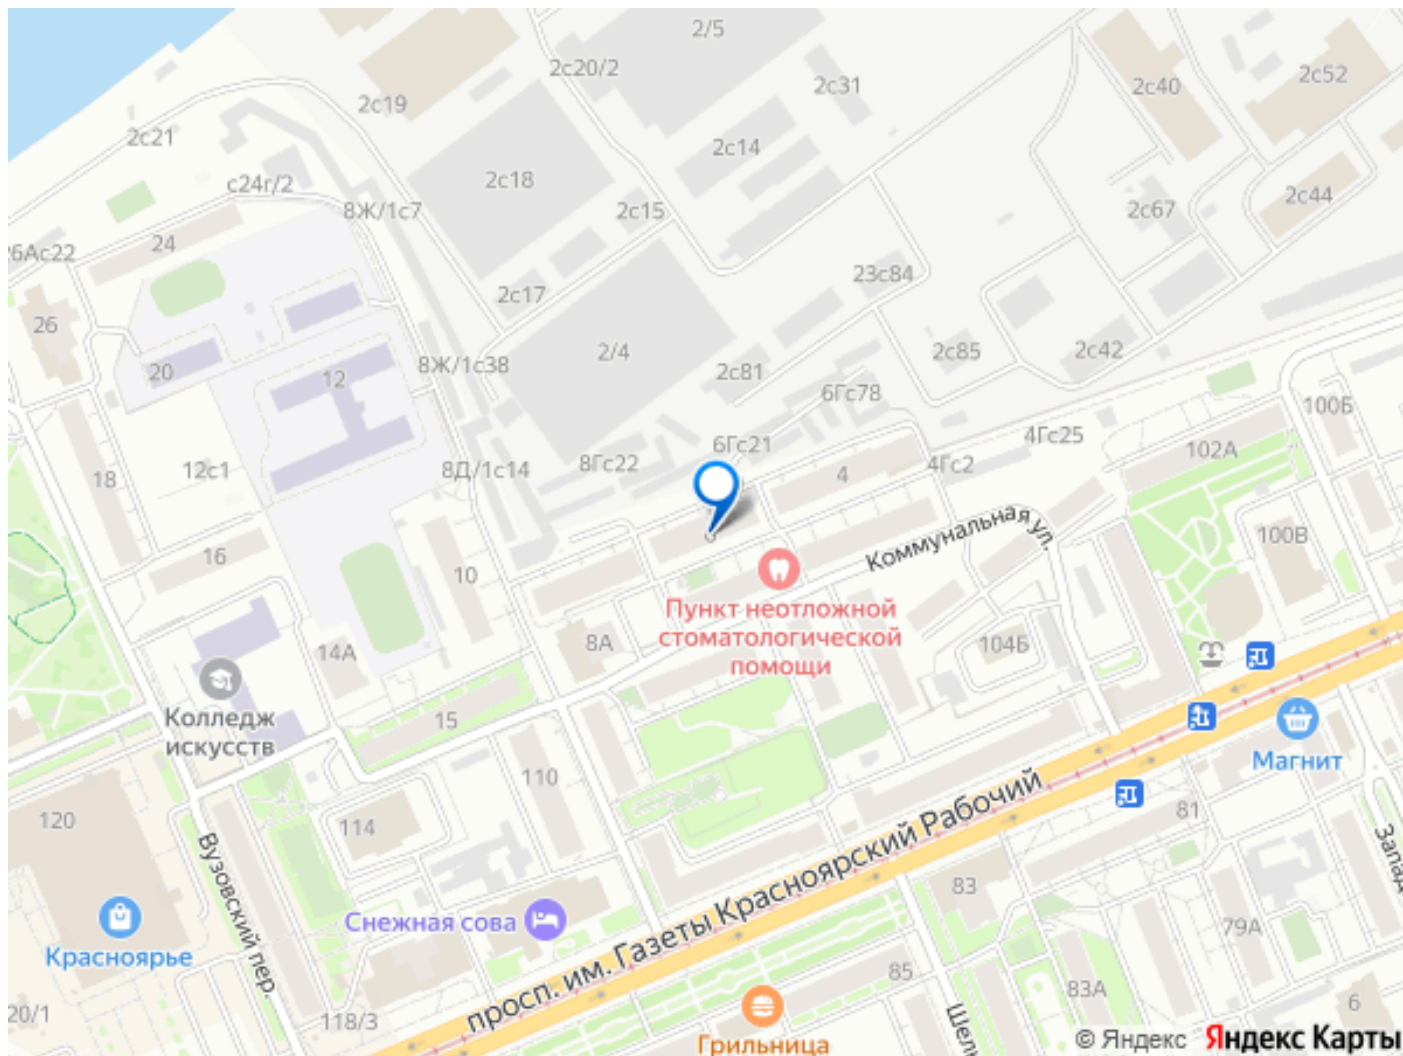 2/5
2с20/2
2с31
2с40
2с52
2с19
2с21
2с14
2с18
с24г/2
8Ж/1с7
2с15
2с67
2с44
24
6Ас22
2с17
23с84
26
2/4
2с85
2с42
8Ж/1с38
20
12
2с81
6Гс78
100Б
6Гс21
4Гс25
102А
18
12с1
8Д/1с14
8Гс22
4
4Гс2
Коммунальная ул.
100В
16
10
Пункт неотложной
стоматологической
помощи
8А
104Б
14А
Колледж
искусств
15
Магнит
110
120
114
81
Вузовский пер.
просп. им. Газеты Красноярский Рабочий
Запад
83
Снежная сова
79А
Красноярье
85
83А
20/1
118/3
6
Шел
Грильница
© Яндекс Яндекс Карты